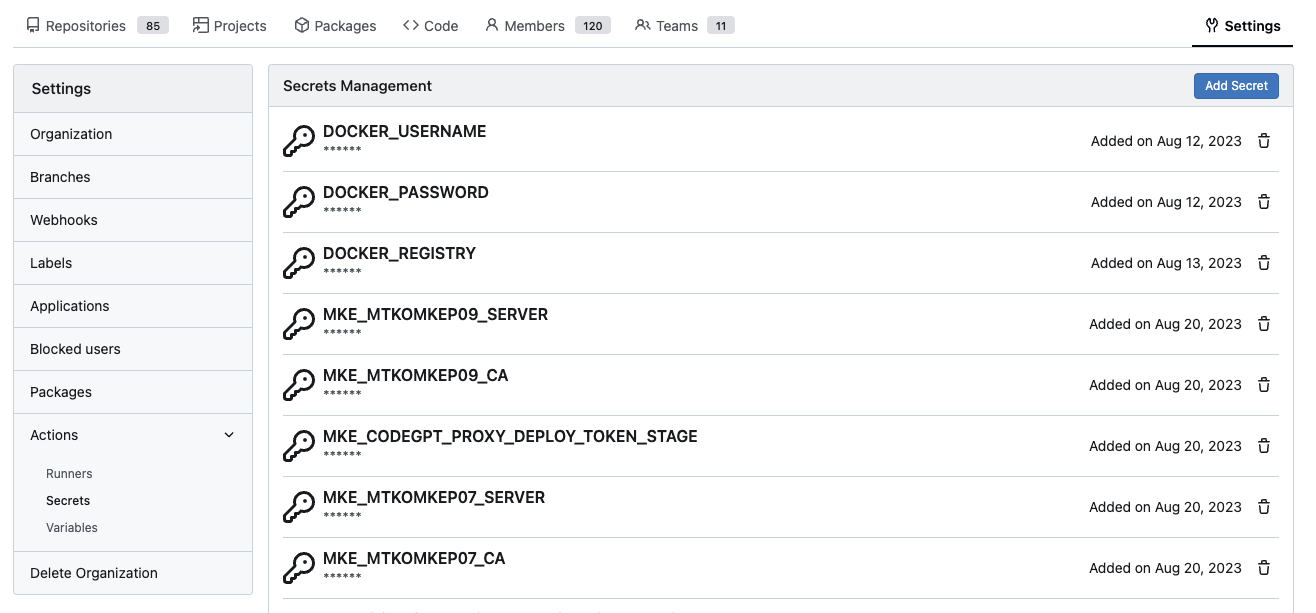 Repositories 85 Projects Packages Code Members 120 Teams 11 Settings
Settings
Organization
Branches
Webhooks
Labels
Applications
Blocked users
Packages
Actions
Runners
Secrets
Variables
Delete Organization
Secrets Management Add Secret
DOCKER_USERNAME
******
Added on Aug 12, 2023
DOCKER_PASSWORD
******
Added on Aug 12, 2023
DOCKER_REGISTRY
******
Added on Aug 13, 2023
MKE_MTKOMKEP09_SERVER
******
Added on Aug 20, 2023
MKE_MTKOMKEP09_CA
******
Added on Aug 20, 2023
MKE_CODEGPT_PROXY_DEPLOY_TOKEN_STAGE
******
Added on Aug 20, 2023
MKE_MTKOMKEP07_SERVER
******
Added on Aug 20, 2023
MKE_MTKOMKEP07_CA
******
Added on Aug 20, 2023